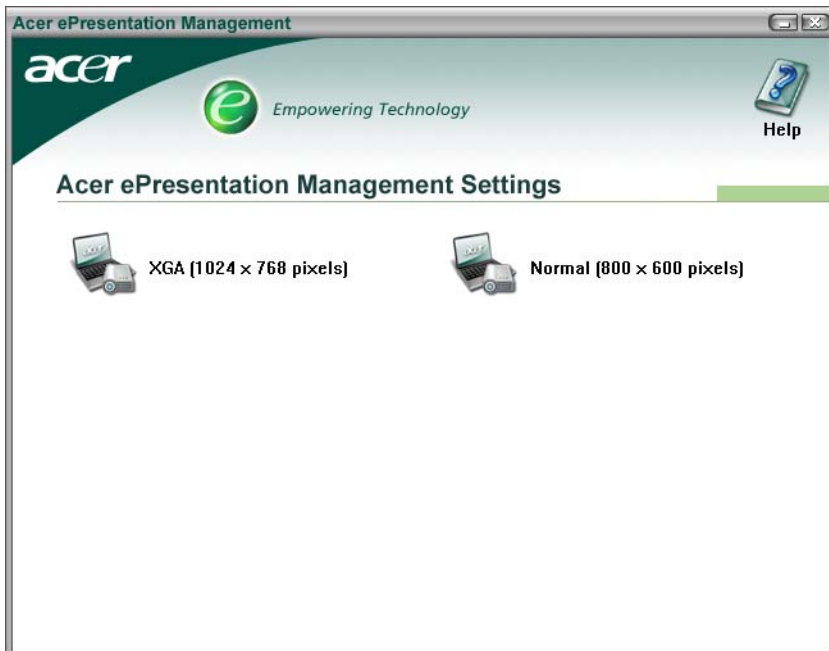 Acer ePresentation Management
acer
e Empowering Technology
Help
Acer ePresentation Management Settings
XGA (1024 x 768 pixels)
Normal (800 x 600 pixels)